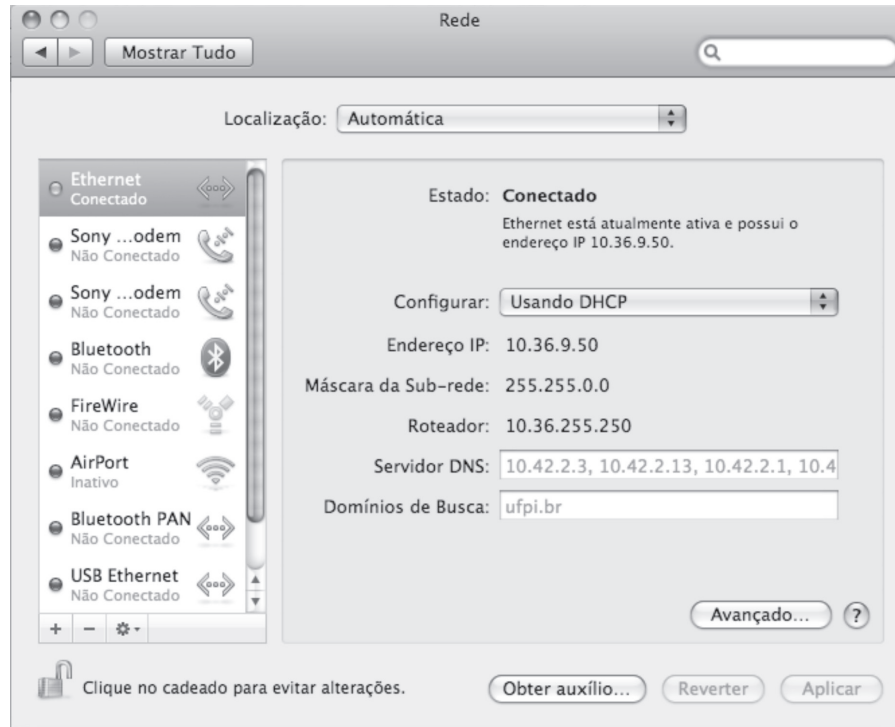 Rede
Mostrar Tudo
Localização: Automática
Ethernet
Conectado
Sony ...odem
Não Conectado
Sony ...odem
Não Conectado
Bluetooth
Não Conectado
FireWire
Não Conectado
AirPort
Inativo
Bluetooth PAN
Não Conectado
USB Ethernet
Não Conectado
Estado: Conectado
Ethernet está atualmente ativa e possui o
endereço IP 10.36.9.50.
Configurar: Usando DHCP
Endereço IP: 10.36.9.50
Máscara da Sub-rede: 255.255.0.0
Roteador: 10.36.255.250
Servidor DNS: 10.42.2.3, 10.42.2.13, 10.42.2.1, 10.4
Domínios de Busca: ufpi.br
Avançado... ?
Clique no cadeado para evitar alterações.
Obter auxílio... Reverter Aplicar